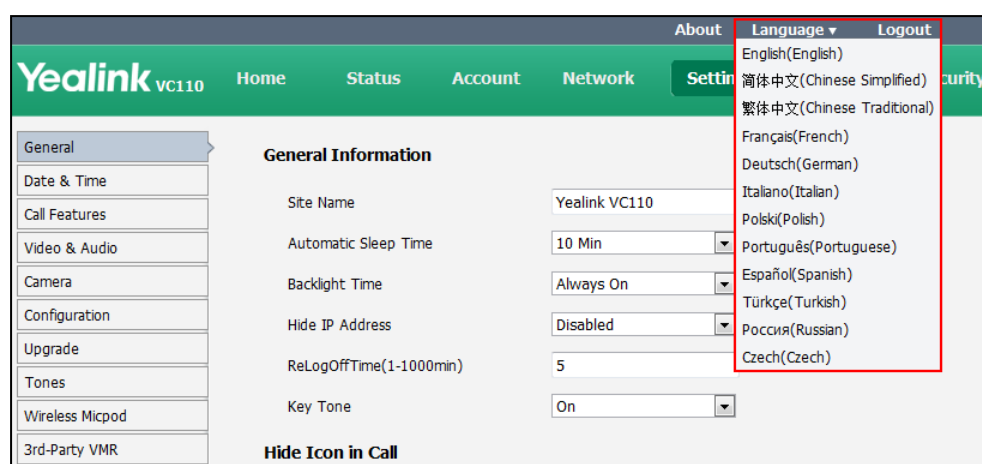 About Language ▾ Logout
Yealink VC110 Home Status Account Network Settin curity
English(English)
简体中文(Chinese Simplified)
繁体中文(Chinese Traditional)
Français(French)
Deutsch(German)
Italiano(Italian)
Polski(Polish)
Português(Portuguese)
Español(Spanish)
Türkçe(Turkish)
Россия(Russian)
Czech(Czech)
General
Date & Time
Call Features
Video & Audio
Camera
Configuration
Upgrade
Tones
Wireless Micpod
3rd-Party VMR
General Information
Site Name Yealink VC110
Automatic Sleep Time 10 Min
Backlight Time Always On
Hide IP Address Disabled
ReLogOffTime(1-1000min) 5
Key Tone On
Hide Icon in Call